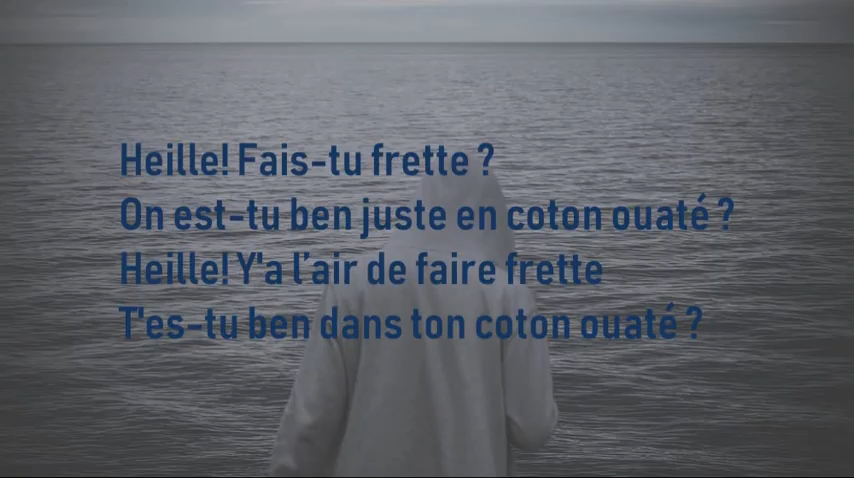 Heille! Fais-tu frette ?
On est-tu ben juste en coton ouaté ?
Heille! Y'a l’air de faire frette
T'es-tu ben dans ton coton ouaté ?